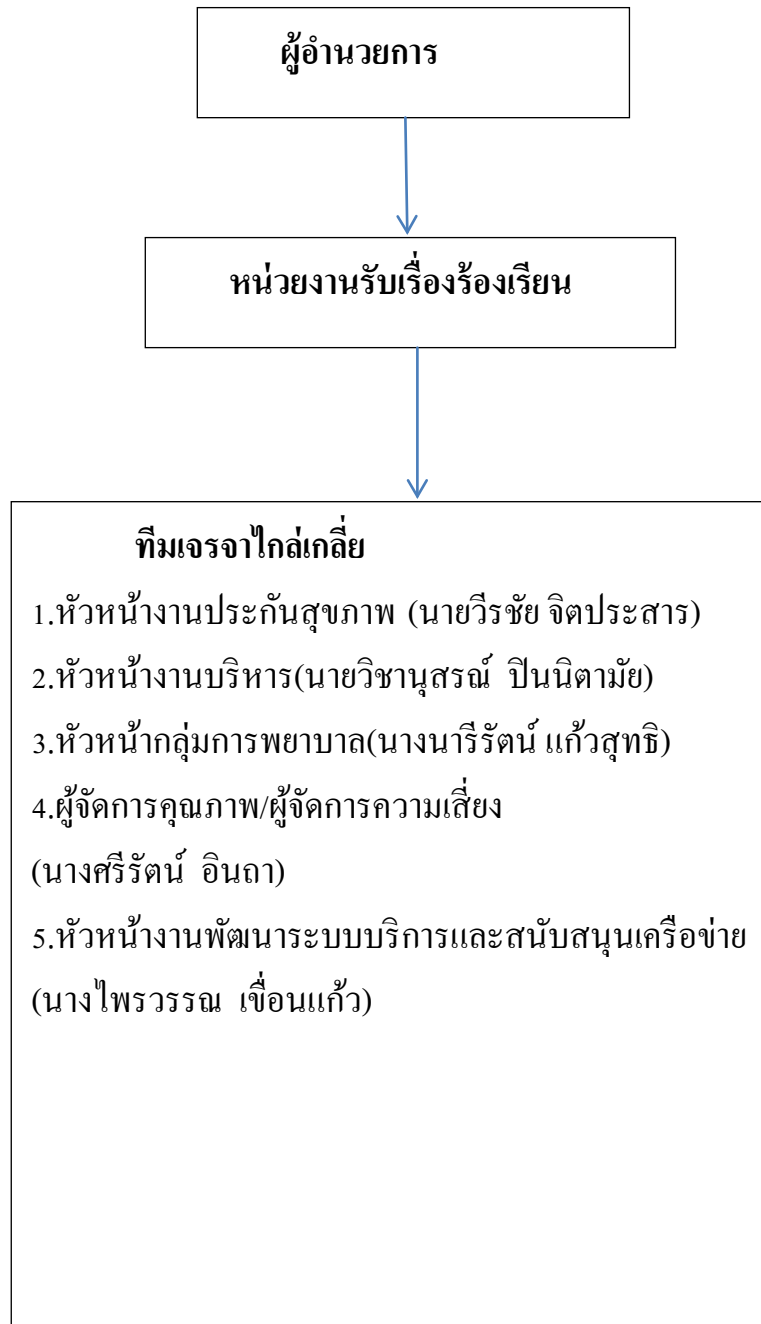 ผู้อำนวยการ
หน่วยงานรับเรื่องร้องเรียน
ทีมเจรจาไกล่เกลี่ย
1.หัวหน้างานประกันสุขภาพ (นายวีรชัย จิตประสาร)
2.หัวหน้างานบริหาร(นายวิชานุสรณ์ ปินนิตามัย)
3.หัวหน้ากลุ่มการพยาบาล(นางนารีรัตน์ แก้วสุทธิ)
4.ผู้จัดการคุณภาพ/ผู้จัดการความเสี่ยง
(นางศรีรัตน์ อินถา)
5.หัวหน้างานพัฒนาระบบบริการและสนับสนุนเครือข่าย
(นางไพรวรรณ เขื่อนแก้ว)